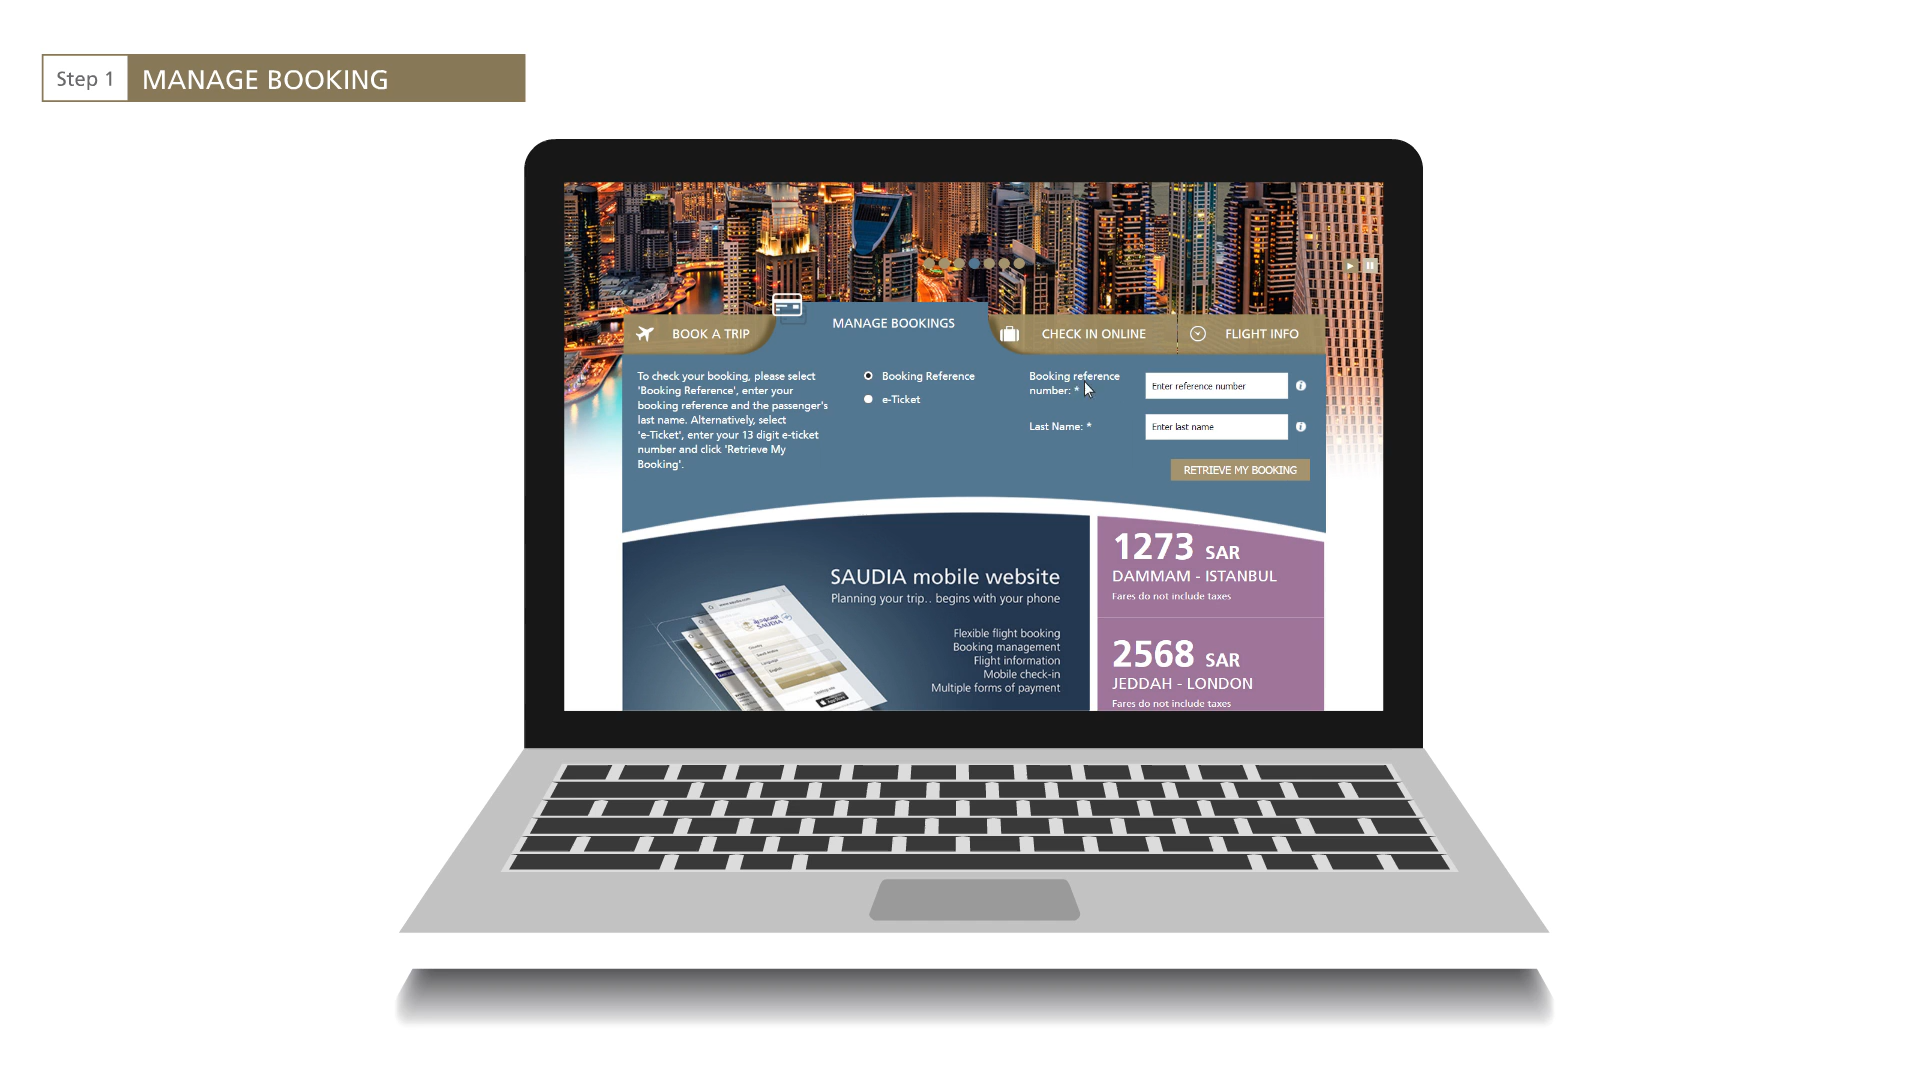 Step 1 MANAGE BOOKING
BOOK A TRIP
MANAGE BOOKINGS
CHECK IN ONLINE
FLIGHT INFO
To check your booking, please select
'Booking Reference', enter your
booking reference and the passenger's
last name. Alternatively, select
'e-Ticket', enter your 13 digit e-ticket
number and click 'Retrieve My
Booking'.
Booking Reference
e-Ticket
Booking reference
number: *
Enter reference number
Last Name: *
Enter last name
RETRIEVE MY BOOKING
SAUDIA mobile website
Planning your trip.. begins with your phone
Flexible flight booking
Booking management
Flight information
Mobile check-in
Multiple forms of payment
SAUDIA
1273 SAR
DAMMAM - ISTANBUL
Fares do not include taxes
2568 SAR
JEDDAH - LONDON
Fares do not include taxes